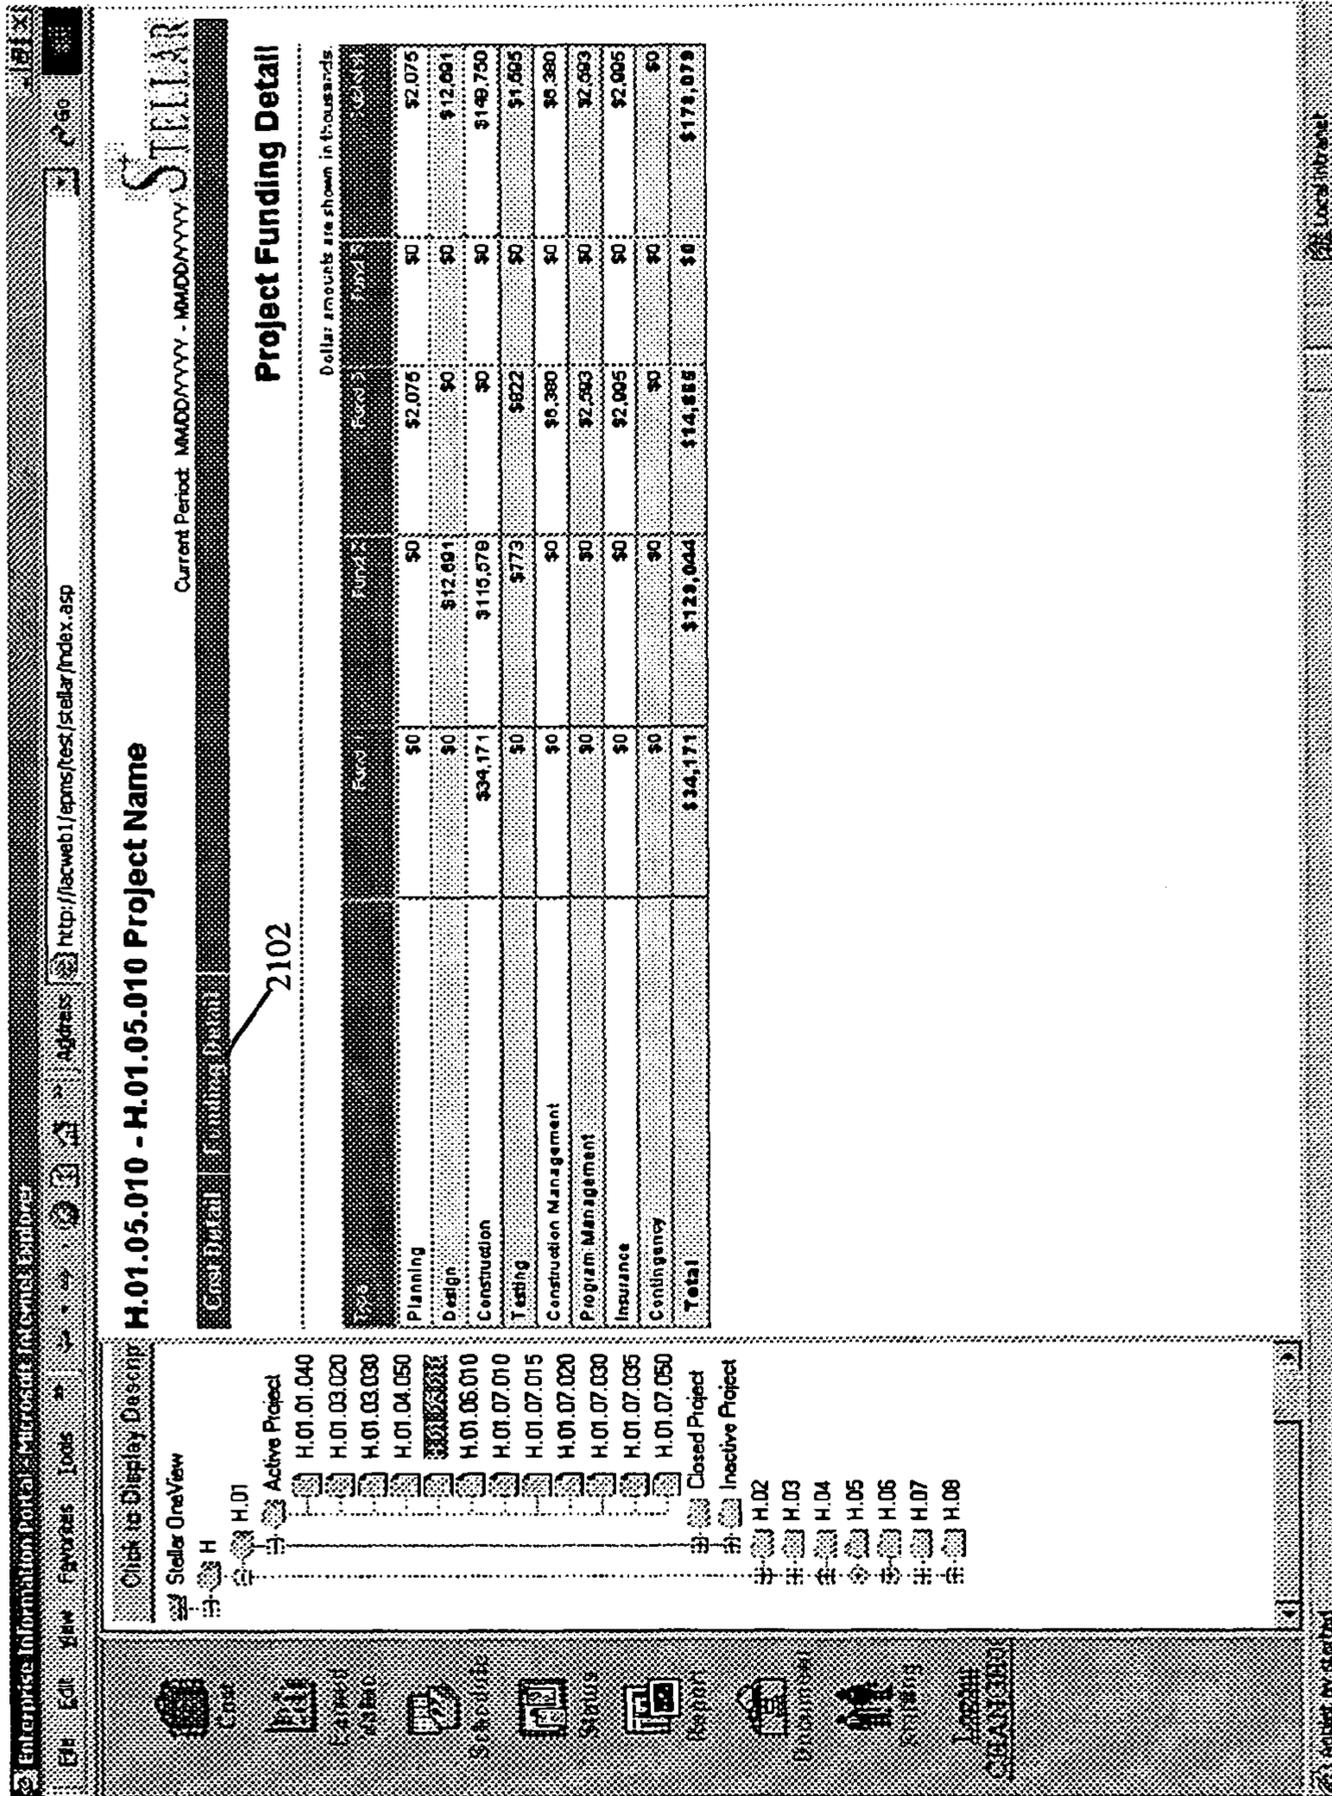 Enterprise Information Portal - Microsoft Internet Explorer
File Edit View Favorites Tools » Address http://lacweb1/epms/test/stellar/index.asp Go
Click to Display Descrip
Stellar OneView
H
H.01
Active Project
H.01.01.040
H.01.03.020
H.01.03.030
H.01.04.050
H.01.06.010
H.01.07.010
H.01.07.015
H.01.07.020
H.01.07.030
H.01.07.035
H.01.07.050
Closed Project
Inactive Project
H.02
H.03
H.04
H.05
H.06
H.07
H.08
Cost
Earned
Value
Schedule
Status
Report
H.01.05.010 - H.01.05.010 Project Name
STELLAR
Current Period: MM/DD/YYYY - MM/DD/YYYY
Cost Detail Funding Detail
2102
Project Funding Detail
Dollar amounts are shown in thousands.
Fund 1 Fund 2 Fund 3
Planning $0 $0 $2,075 $0 $2,075
Design $0 $12,691 $0 $0 $12,691
Construction $34,171 $115,579 $0 $0 $149,750
Testing $0 $773 $822 $0 $1,595
Construction Management $0 $0 $6,380 $0 $6,380
Program Management $0 $0 $2,593 $0 $2,593
Insurance $0 $0 $2,995 $0 $2,995
Contingency $0 $0 $0 $0 $0
Total $34,171 $129,044 $0
Local intranet